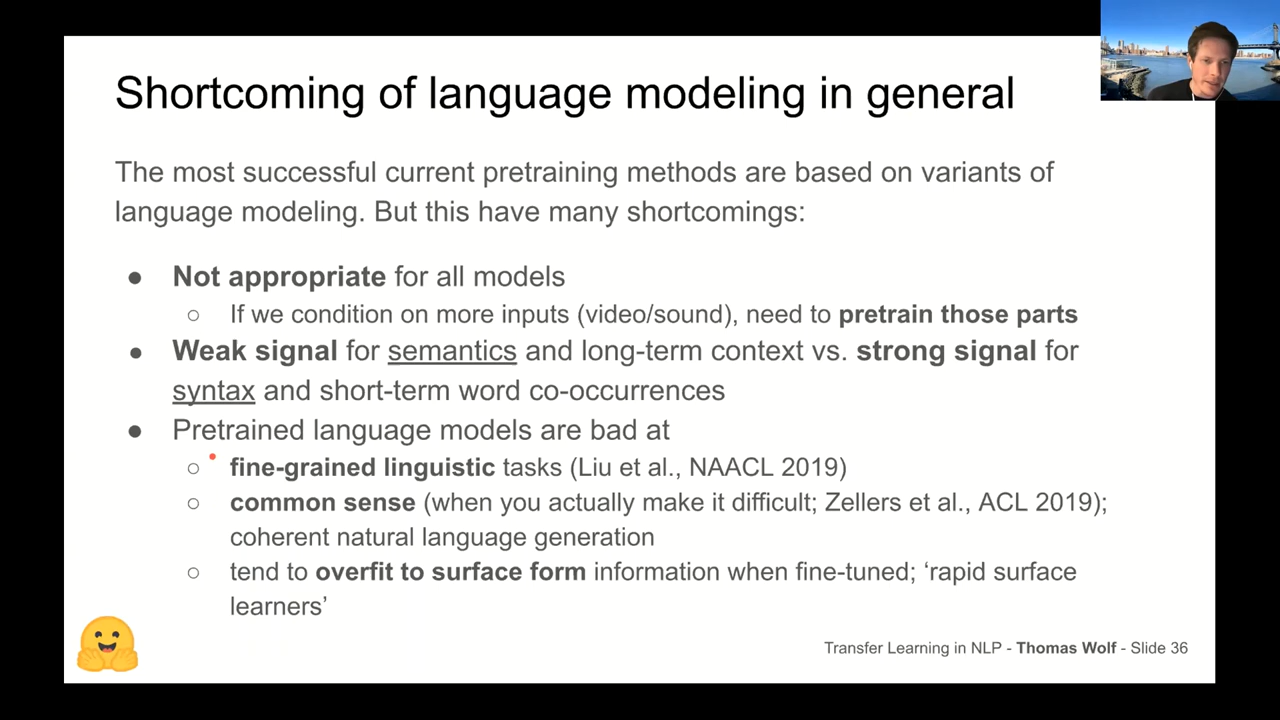 Shortcoming of language modeling in general
The most successful current pretraining methods are based on variants of
language modeling. But this have many shortcomings:
● Not appropriate for all models
○ If we condition on more inputs (video/sound), need to pretrain those parts
● Weak signal for semantics and long-term context vs. strong signal for
syntax and short-term word co-occurrences
● Pretrained language models are bad at
○ fine-grained linguistic tasks (Liu et al., NAACL 2019)
○ common sense (when you actually make it difficult; Zellers et al., ACL 2019);
coherent natural language generation
○ tend to overfit to surface form information when fine-tuned; ‘rapid surface
learners’
Transfer Learning in NLP - Thomas Wolf - Slide 36